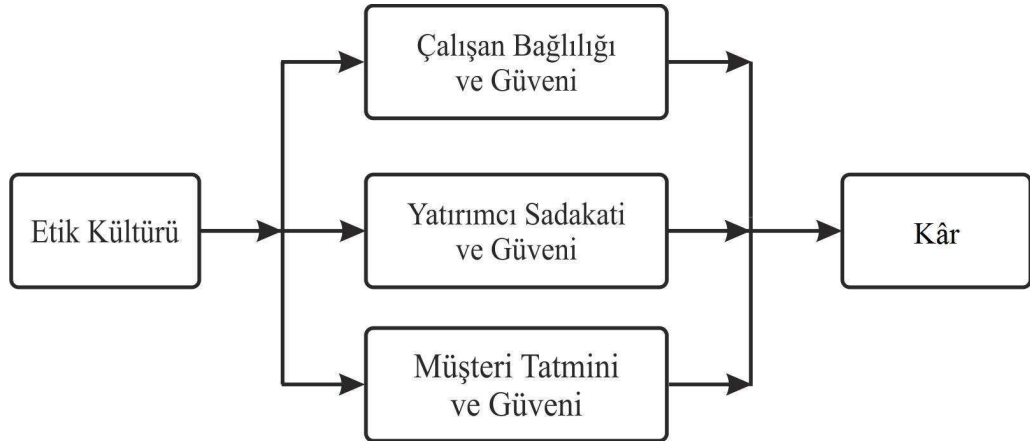 Etik Kültürü
Çalışan Bağlılığı
ve Güveni
Yatırımcı Sadakati
ve Güveni
Müşteri Tatmini
ve Güveni
Kâr